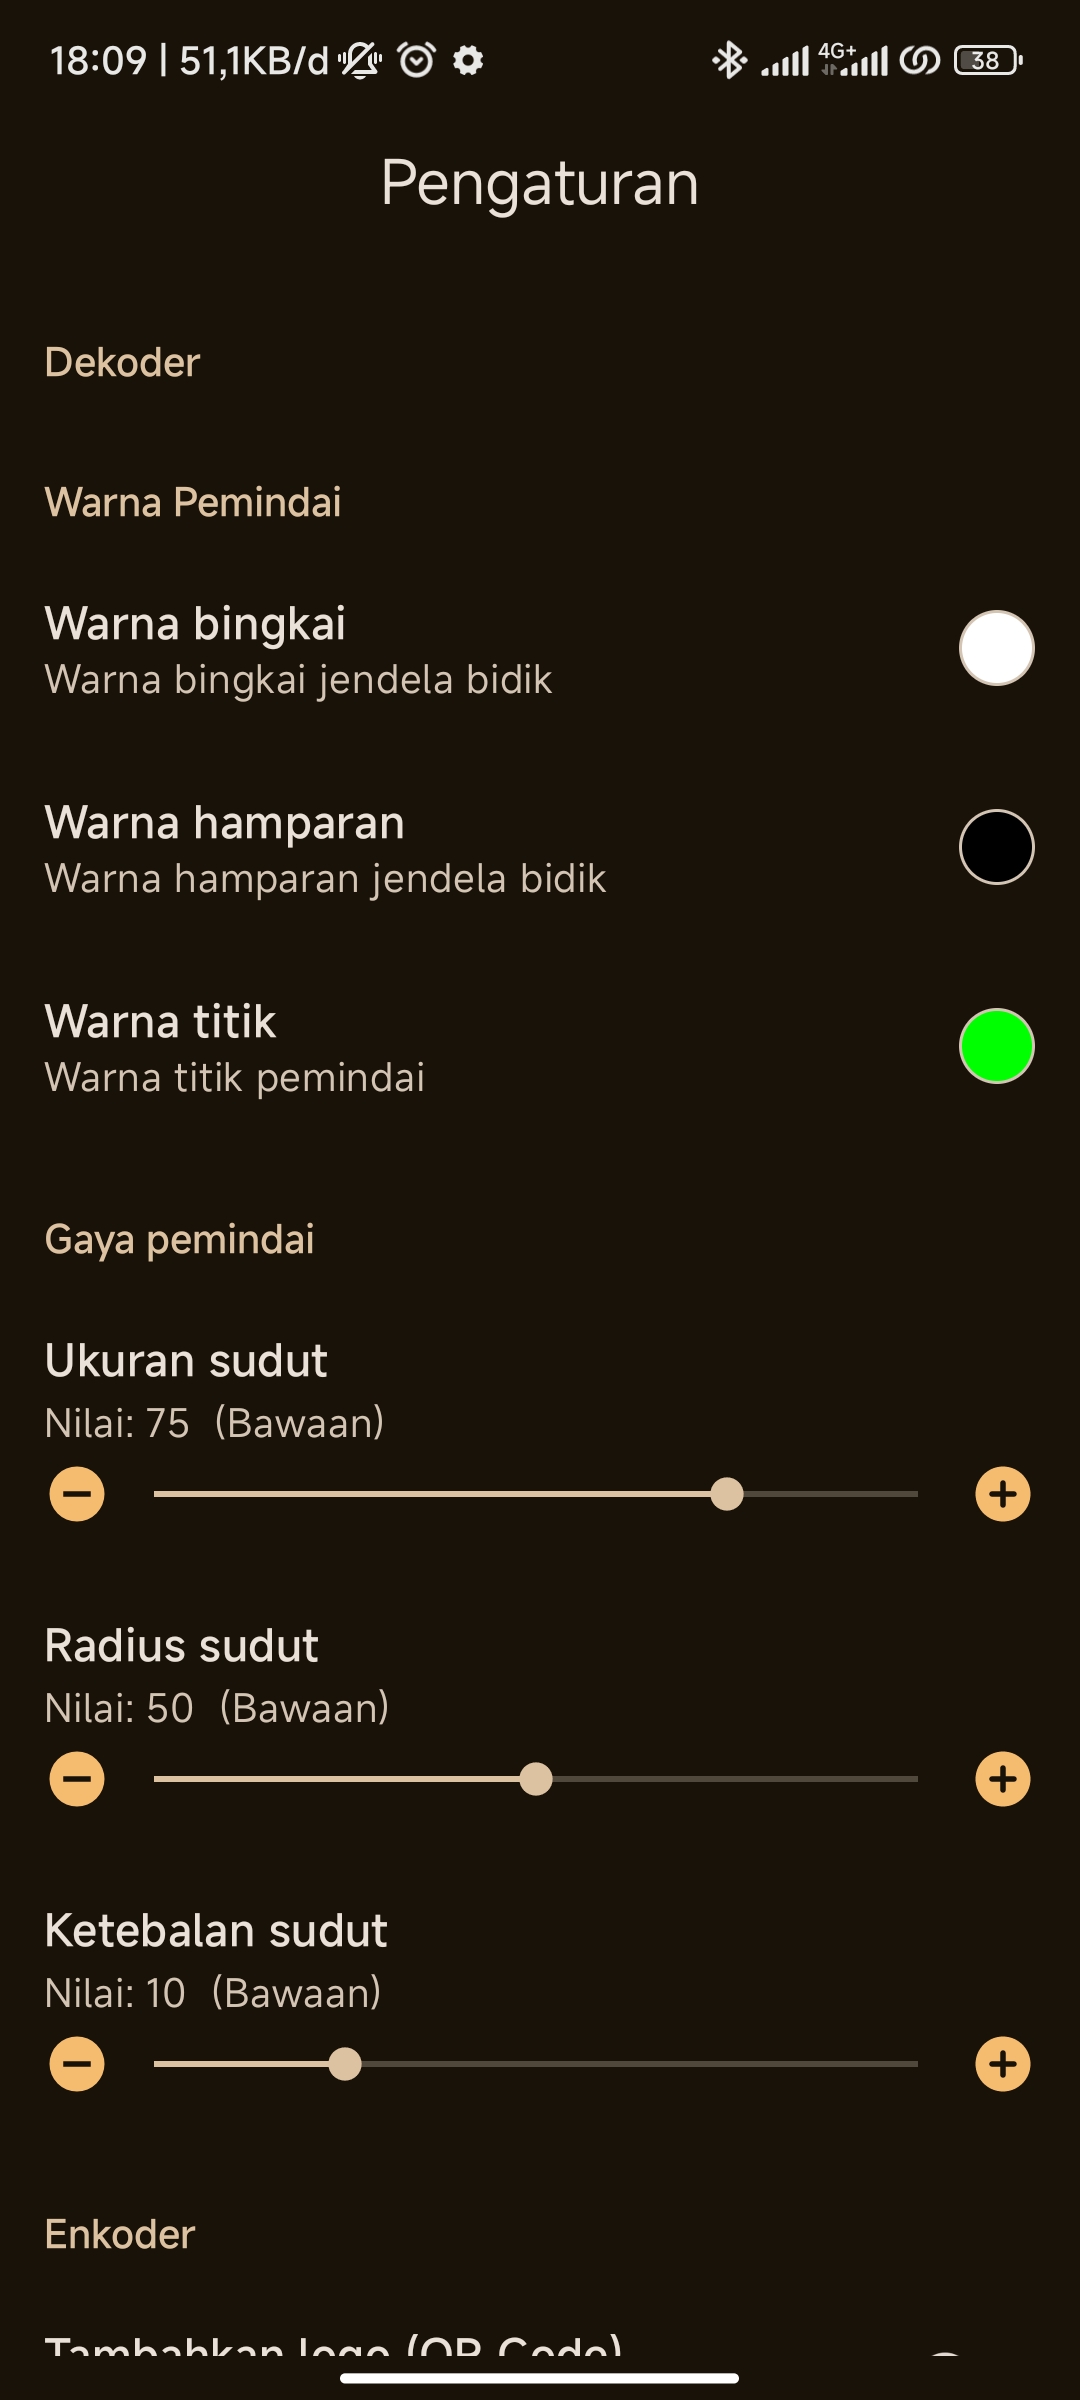 18:09 | 51,1KB/d
4G+
38
Pengaturan
Dekoder
Warna Pemindai
Warna bingkai
Warna bingkai jendela bidik
Warna hamparan
Warna hamparan jendela bidik
Warna titik
Warna titik pemindai
Gaya pemindai
Ukuran sudut
Nilai: 75 (Bawaan)
Radius sudut
Nilai: 50 (Bawaan)
Ketebalan sudut
Nilai: 10 (Bawaan)
Enkoder
Tambahkan logo (QR Code)